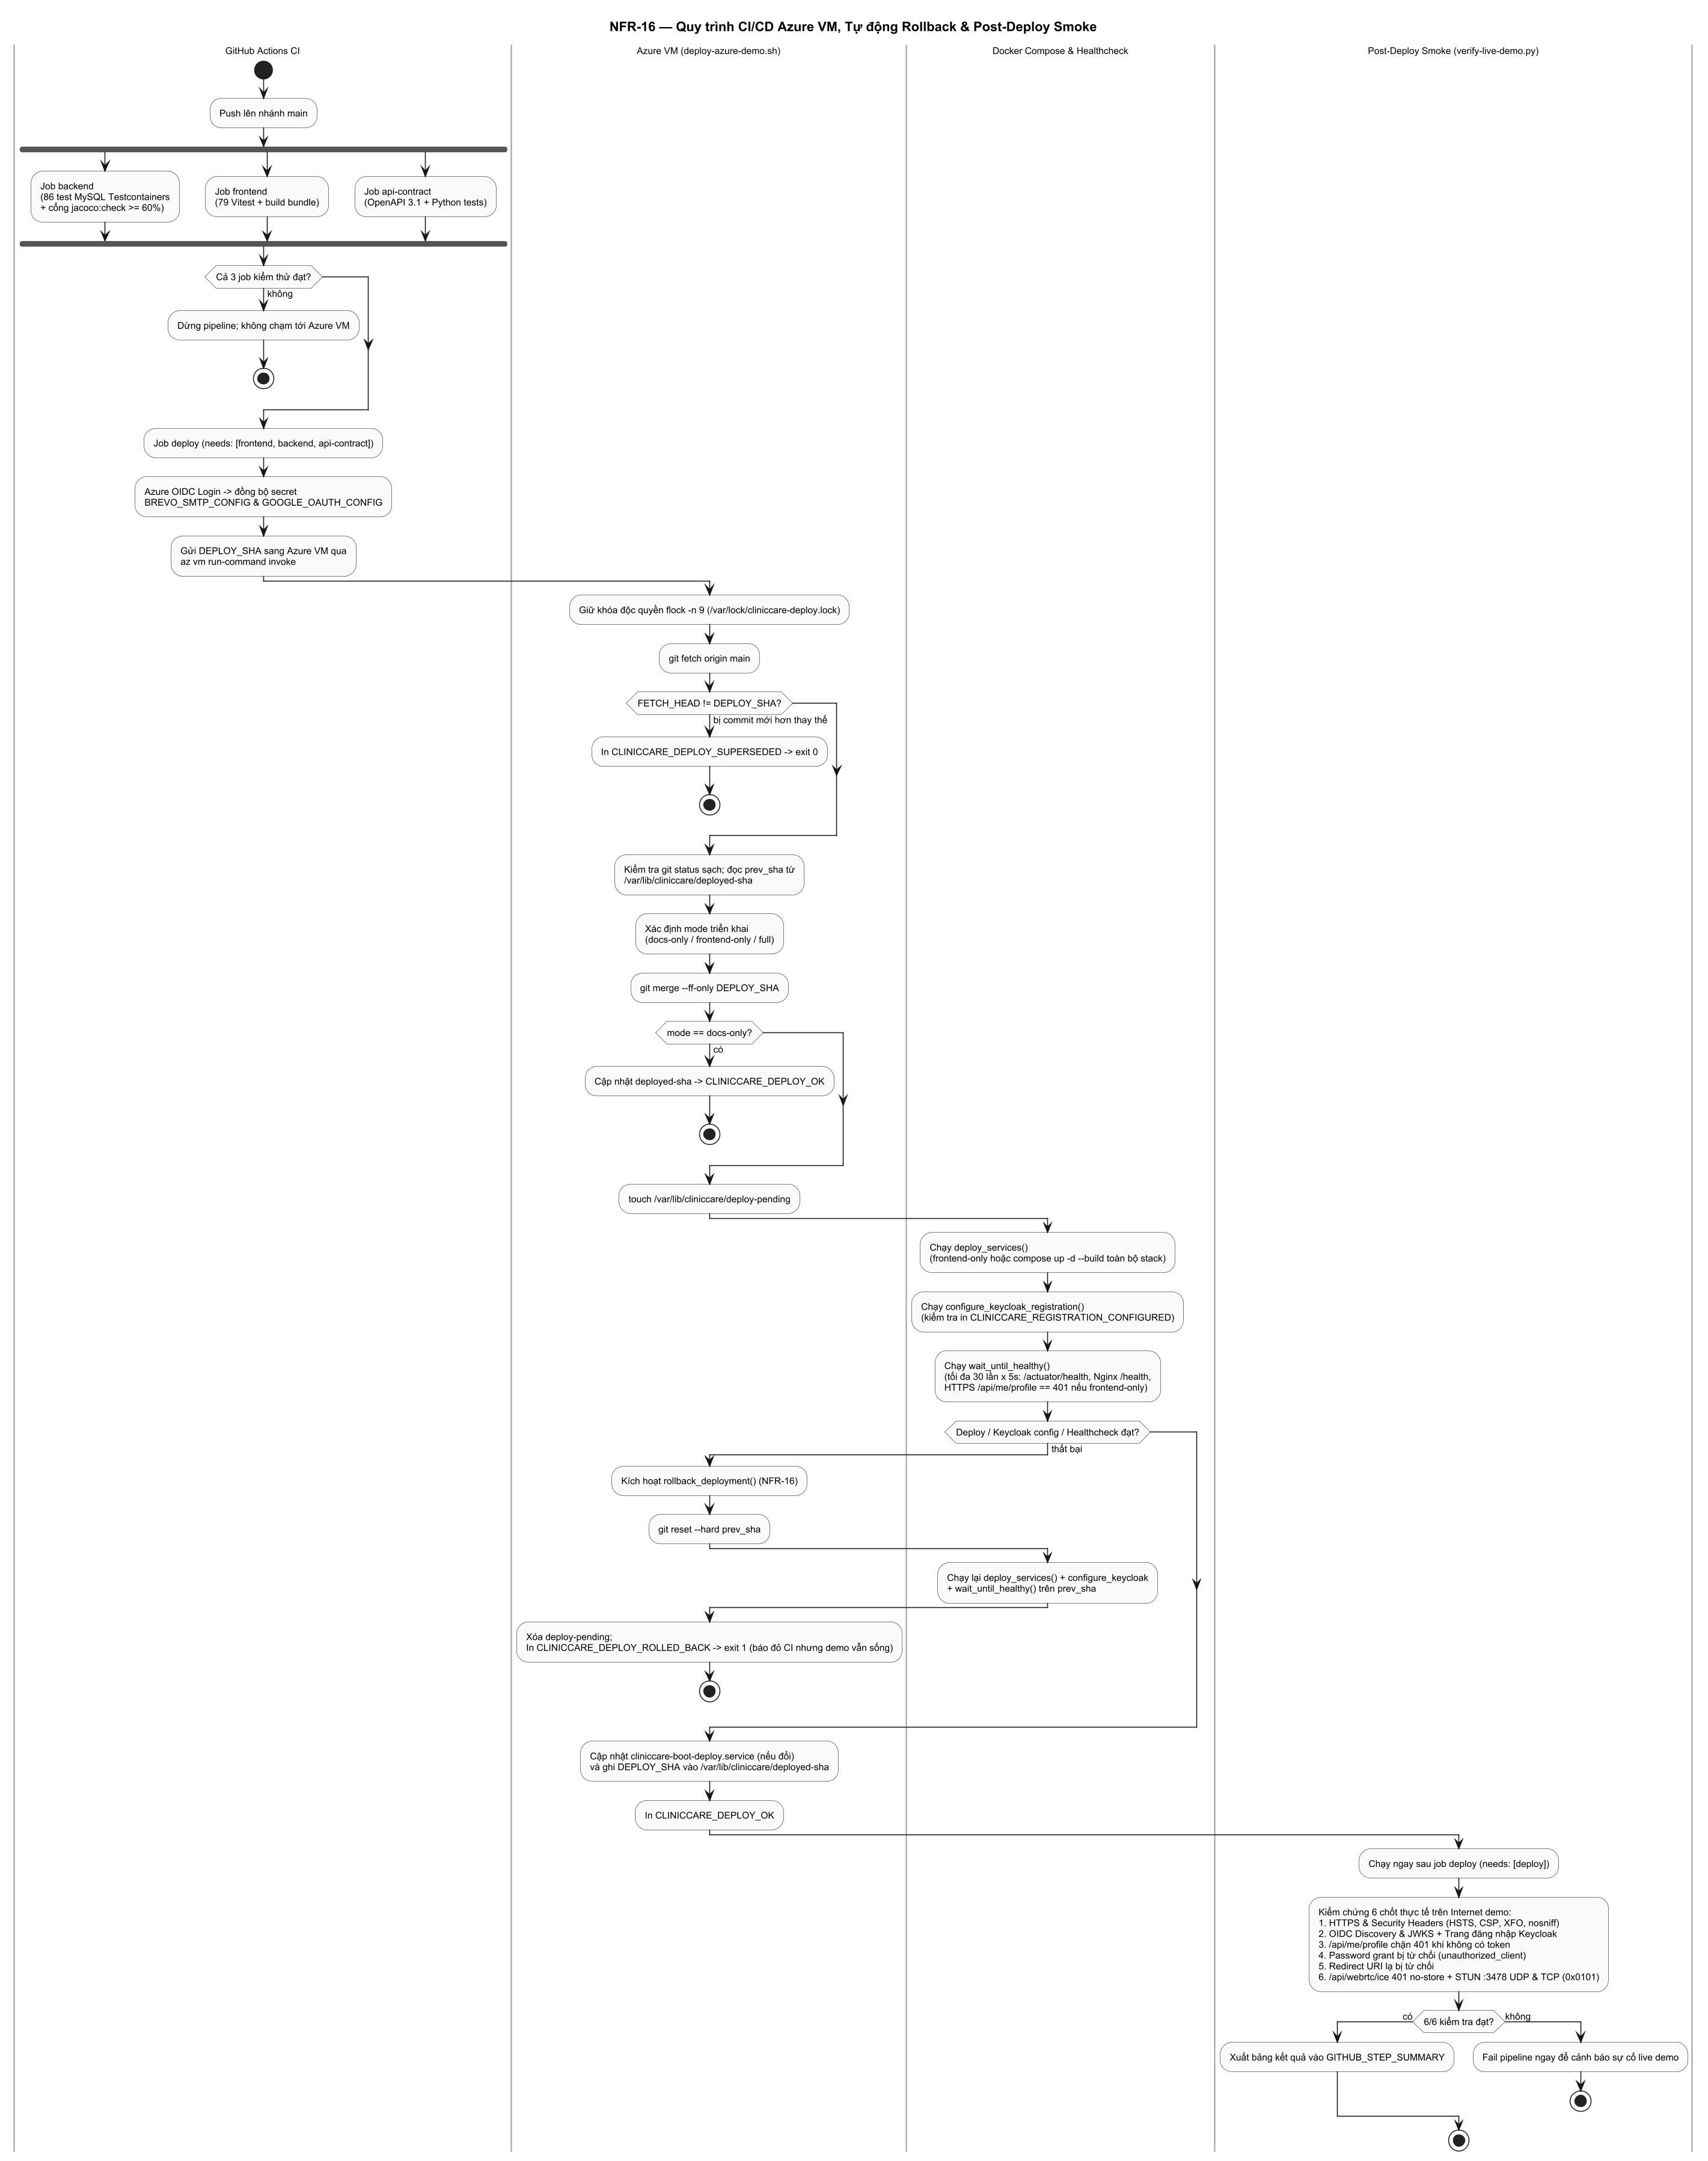 NFR-16 — Quy trình CI/CD Azure VM, Tự động Rollback & Post-Deploy Smoke
GitHub Actions CI
Azure VM (deploy-azure-demo.sh)
Docker Compose & Healthcheck
Post-Deploy Smoke (verify-live-demo.py)
Push lên nhánh main
Job backend
(86 test MySQL Testcontainers
+ cổng jacoco:check >= 60%)
Job frontend
(79 Vitest + build bundle)
Job api-contract
(OpenAPI 3.1 + Python tests)
Cả 3 job kiểm thử đạt?
không
Dừng pipeline; không chạm tới Azure VM
Job deploy (needs: [frontend, backend, api-contract])
Azure OIDC Login -> đồng bộ secret
BREVO_SMTP_CONFIG & GOOGLE_OAUTH_CONFIG
Gửi DEPLOY_SHA sang Azure VM qua
az vm run-command invoke
Giữ khóa độc quyền flock -n 9 (/var/lock/cliniccare-deploy.lock)
git fetch origin main
FETCH_HEAD != DEPLOY_SHA?
bị commit mới hơn thay thế
In CLINICCARE_DEPLOY_SUPERSEDED -> exit 0
Kiểm tra git status sạch; đọc prev_sha từ
/var/lib/cliniccare/deployed-sha
Xác định mode triển khai
(docs-only / frontend-only / full)
git merge --ff-only DEPLOY_SHA
mode == docs-only?
có
Cập nhật deployed-sha -> CLINICCARE_DEPLOY_OK
touch /var/lib/cliniccare/deploy-pending
Chạy deploy_services()
(frontend-only hoặc compose up -d --build toàn bộ stack)
Chạy configure_keycloak_registration()
(kiểm tra in CLINICCARE_REGISTRATION_CONFIGURED)
Chạy wait_until_healthy()
(tối đa 30 lần x 5s: /actuator/health, Nginx /health,
HTTPS /api/me/profile == 401 nếu frontend-only)
Deploy / Keycloak config / Healthcheck đạt?
thất bại
Kích hoạt rollback_deployment() (NFR-16)
git reset --hard prev_sha
Chạy lại deploy_services() + configure_keycloak
+ wait_until_healthy() trên prev_sha
Xóa deploy-pending;
In CLINICCARE_DEPLOY_ROLLED_BACK -> exit 1 (báo đỏ CI nhưng demo vẫn sống)
Cập nhật cliniccare-boot-deploy.service (nếu đổi)
và ghi DEPLOY_SHA vào /var/lib/cliniccare/deployed-sha
In CLINICCARE_DEPLOY_OK
Chạy ngay sau job deploy (needs: [deploy])
Kiểm chứng 6 chốt thực tế trên Internet demo:
1. HTTPS & Security Headers (HSTS, CSP, XFO, nosniff)
2. OIDC Discovery & JWKS + Trang đăng nhập Keycloak
3. /api/me/profile chặn 401 khi không có token
4. Password grant bị từ chối (unauthorized_client)
5. Redirect URI lạ bị từ chối
6. /api/webrtc/ice 401 no-store + STUN :3478 UDP & TCP (0x0101)
có
6/6 kiểm tra đạt?
không
Xuất bảng kết quả vào GITHUB_STEP_SUMMARY
Fail pipeline ngay để cảnh báo sự cố live demo